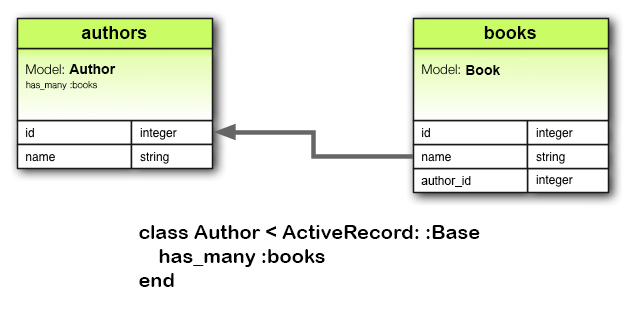 authors
Model: Author
has_many :books
id integer
name string
books
Model: Book
id integer
name string
author_id integer
class Author < ActiveRecord: :Base
has_many :books
end